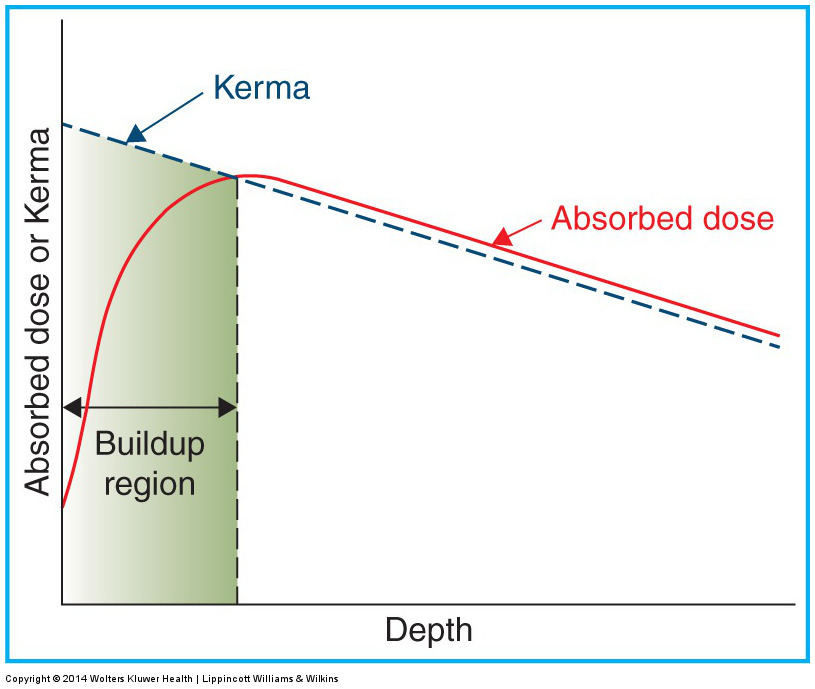 Kerma
Absorbed dose
Absorbed dose or Kerma
Buildup
region
Depth
Copyright © 2014 Wolters Kluwer Health | Lippincott Williams & Wilkins